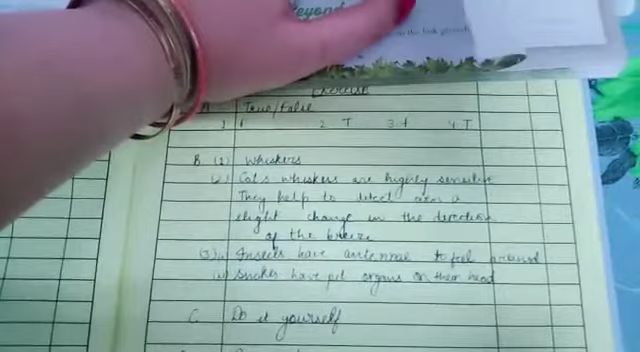 Beyond
Exercise
A True/False
1. f 2. T 3. f 4. T
B (1) Whiskers
(2) Cat's whiskers are highly sensitive
They help to detect even a
slight change in the direction
of the breeze
(3) (i) Insects have antennae to feel around
(ii) Snakes have pit organs on their head
C. Do it yourself